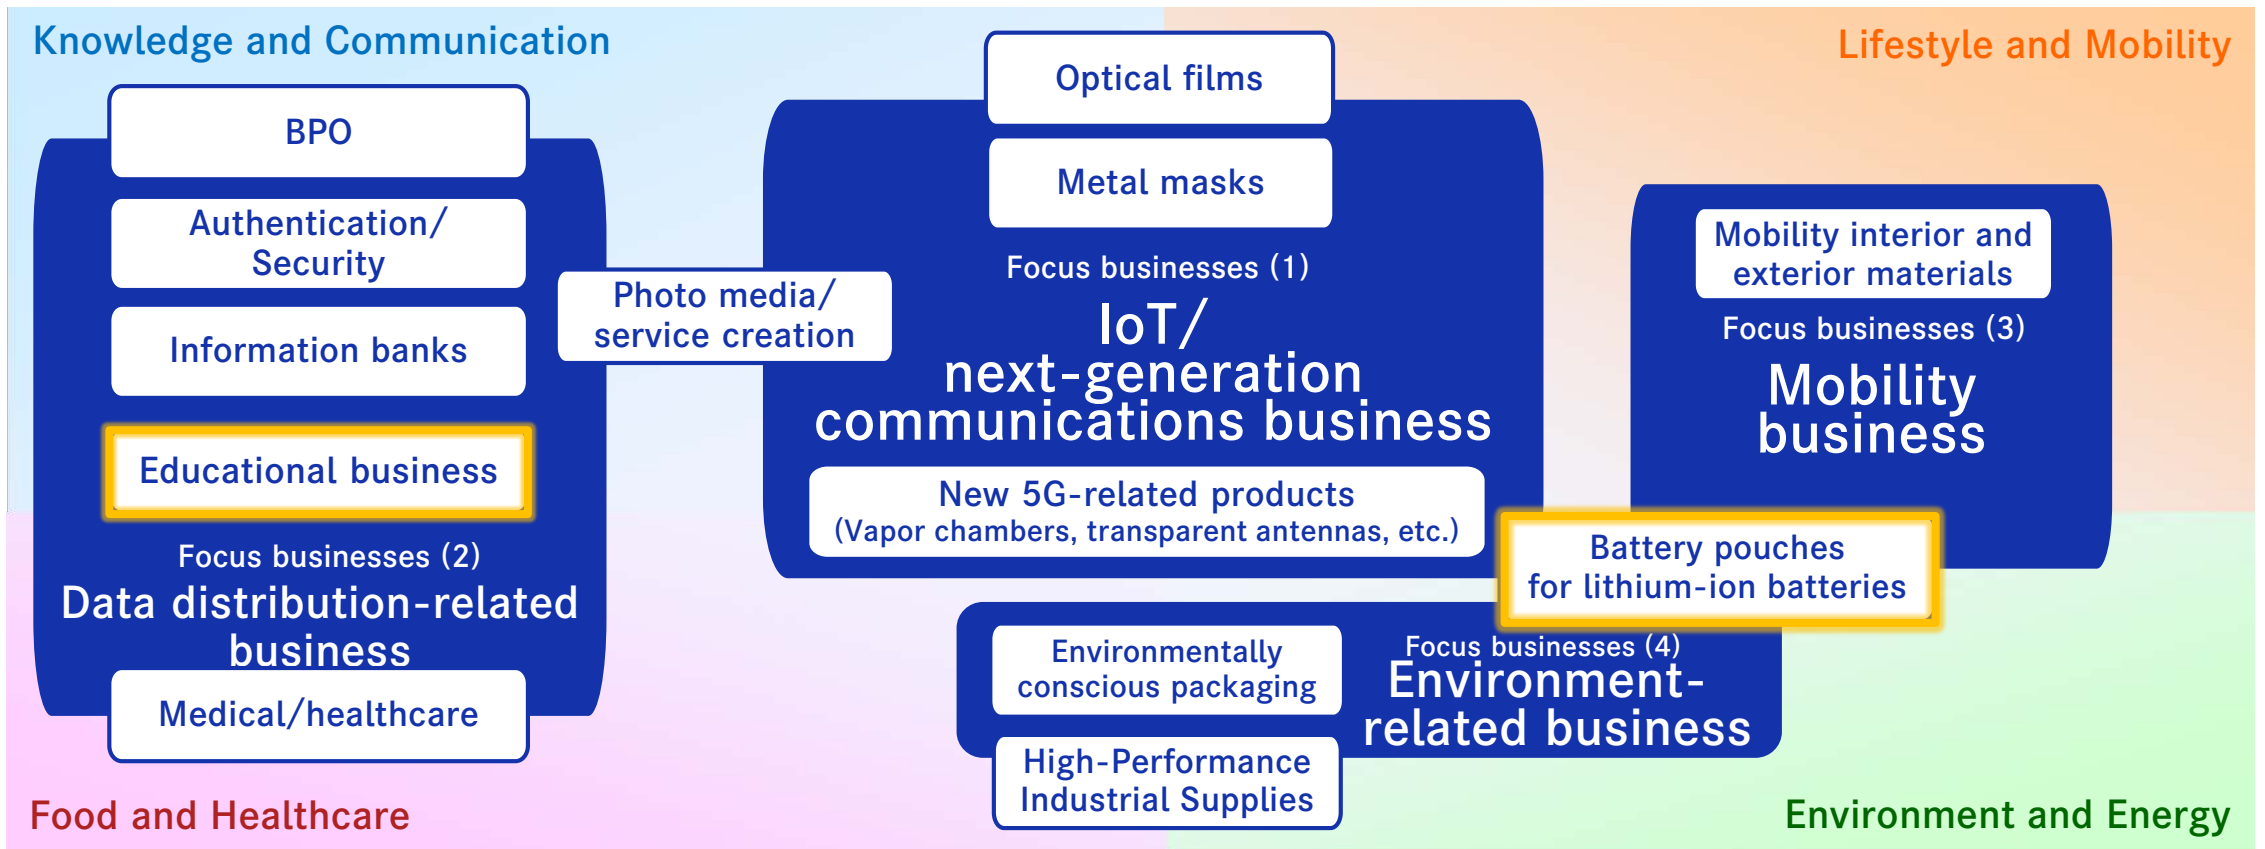 Knowledge and Communication
Lifestyle and Mobility
BPO
Authentication/
Security
Information banks
Educational business
Focus businesses (2)
Data distribution-related
business
Medical/healthcare
Photo media/
service creation
Optical films
Metal masks
Focus businesses (1)
IoT/
next-generation
communications business
New 5G-related products
(Vapor chambers, transparent antennas, etc.)
Mobility interior and
exterior materials
Focus businesses (3)
Mobility
business
Battery pouches
for lithium-ion batteries
Environmentally
conscious packaging
Focus businesses (4)
Environment-
related business
High-Performance
Industrial Supplies
Food and Healthcare
Environment and Energy